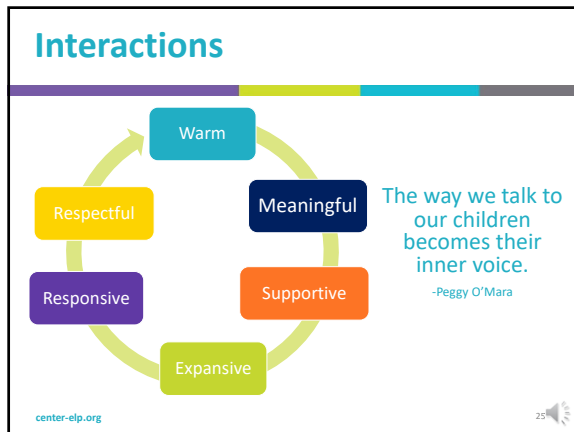 Interactions
Warm
Meaningful
Supportive
Expansive
Responsive
Respectful
The way we talk to
our children
becomes their
inner voice.
-Peggy O’Mara
center-elp.org
25